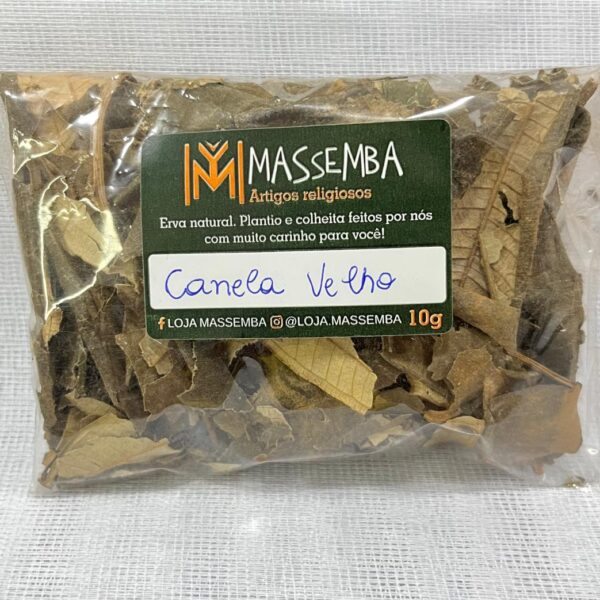 MASSEMBA
Artigos religiosos
Erva natural. Plantio e colheita feitos por nós
com muito carinho para você!
Canela Velho
f LOJA MASSEMBA @LOJA.MASSEMBA 10g